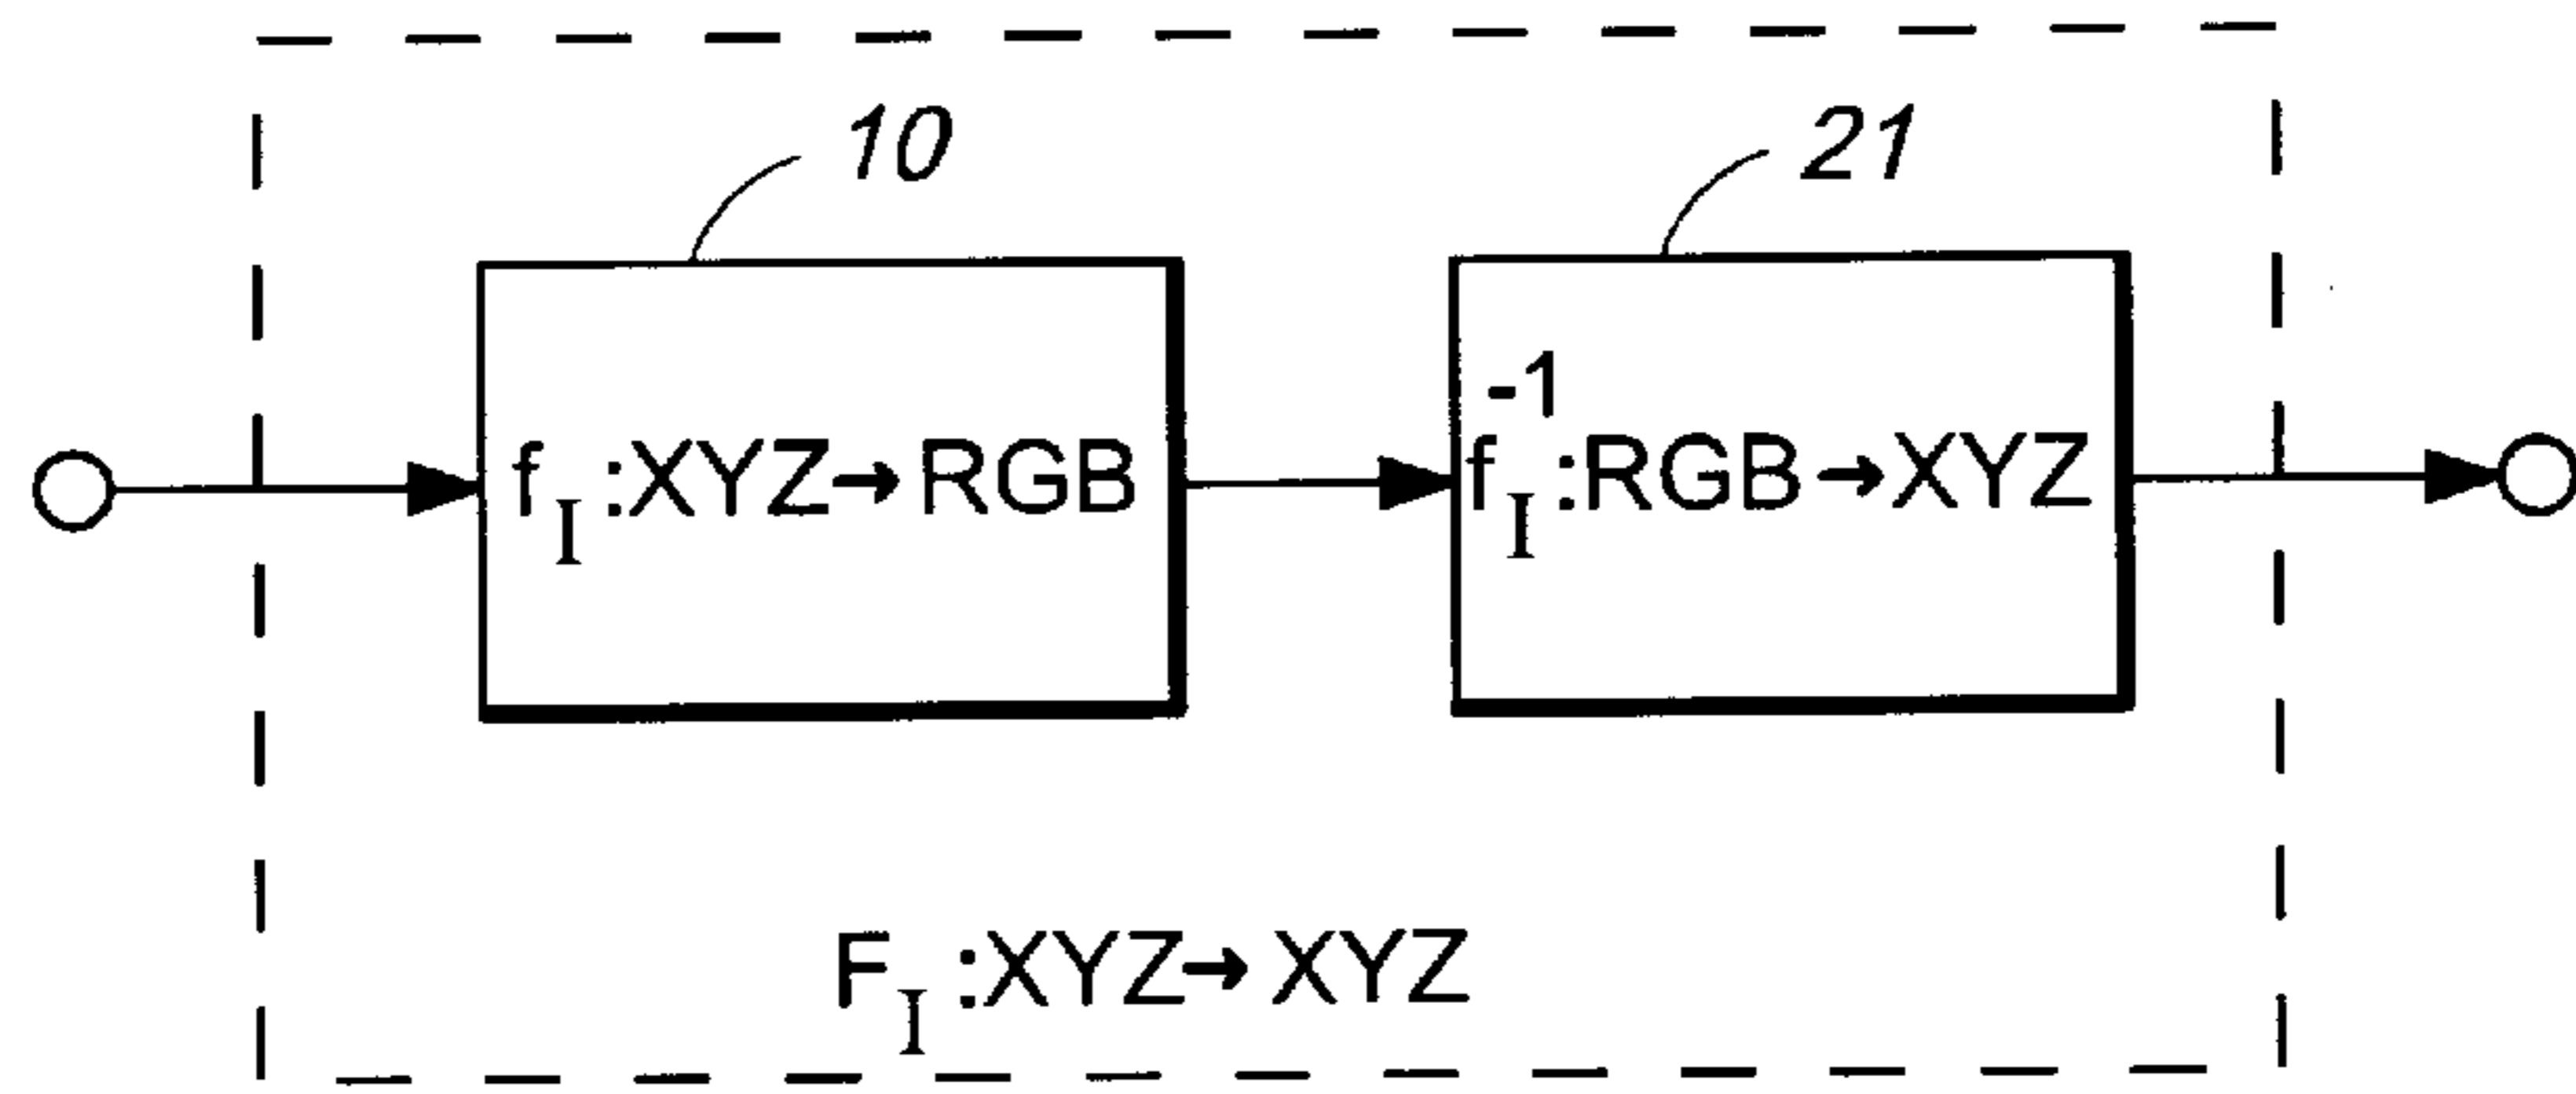 10
21
f_I :XYZ→RGB
f_I^-1 :RGB→XYZ
F_I :XYZ→XYZ